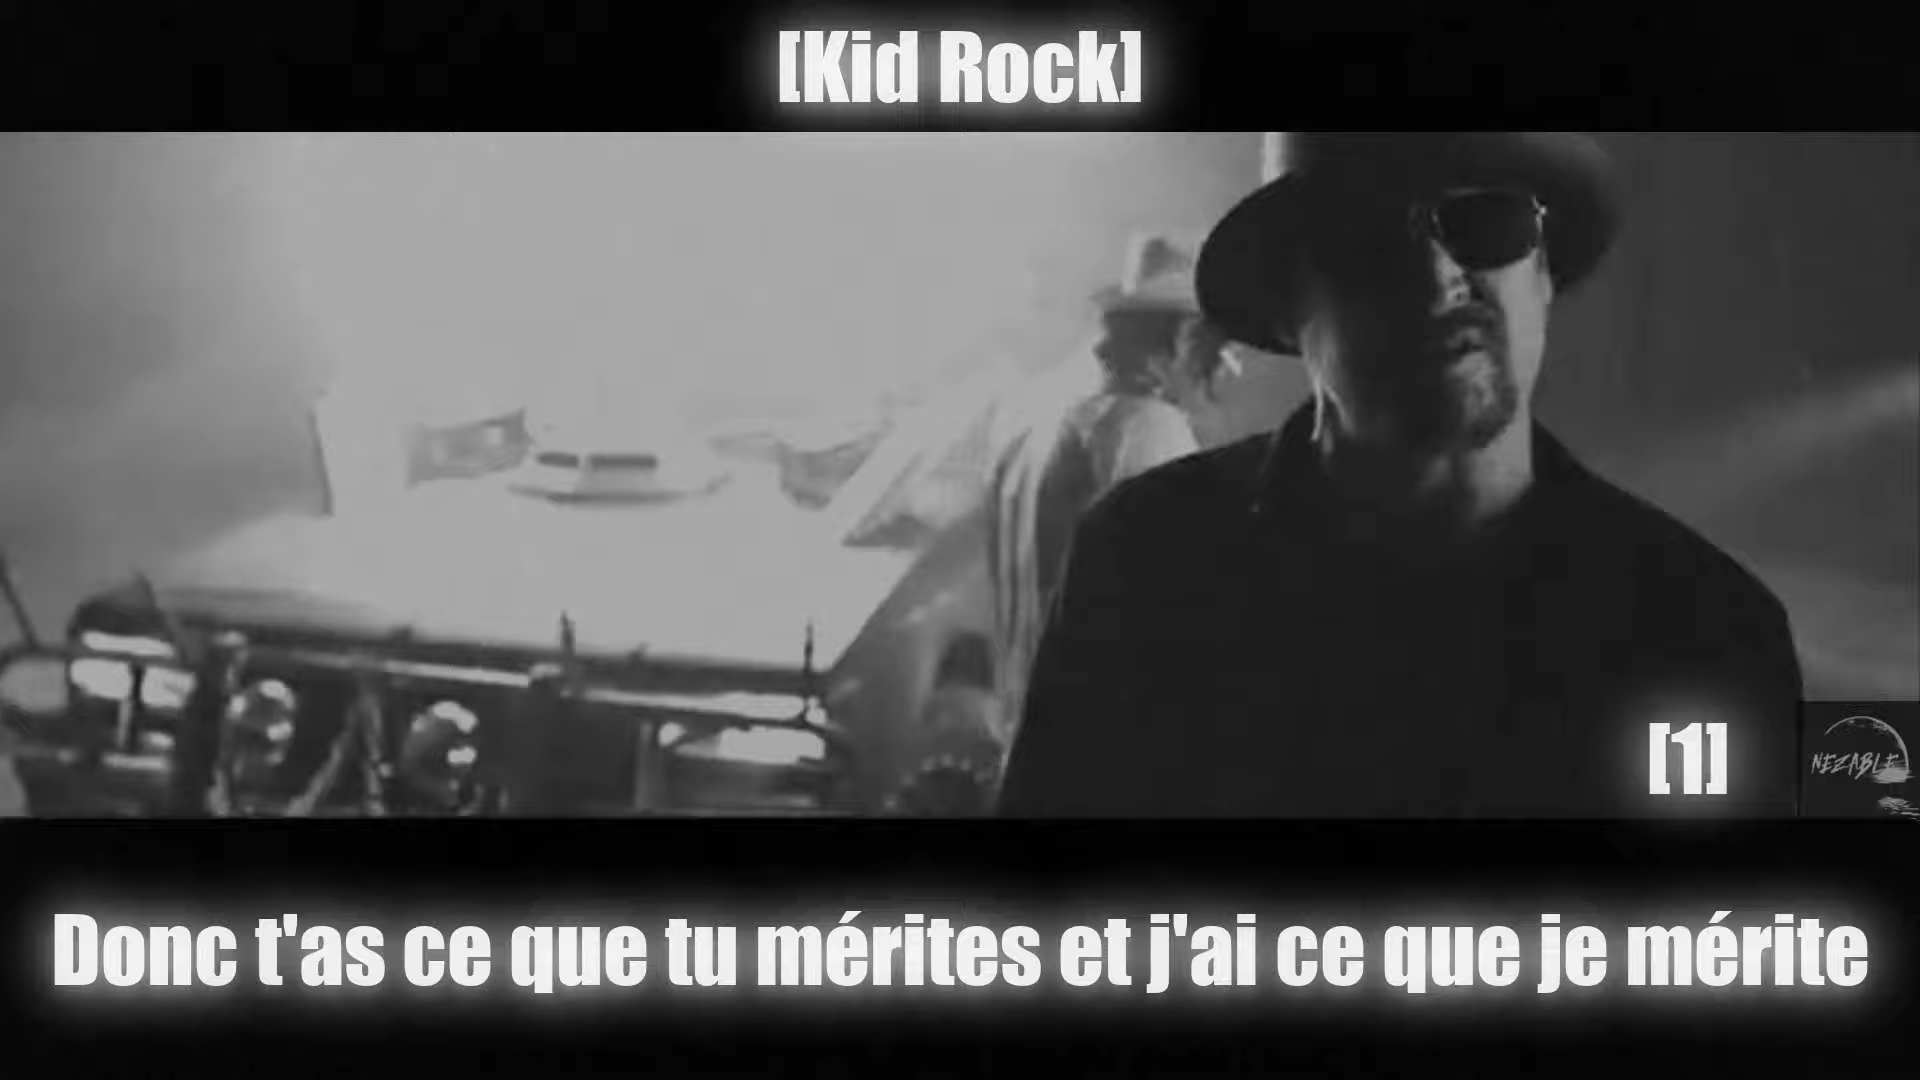 [Kid Rock]
[1]
NEZABLE
Donc t'as ce que tu mérites et j'ai ce que je mérite